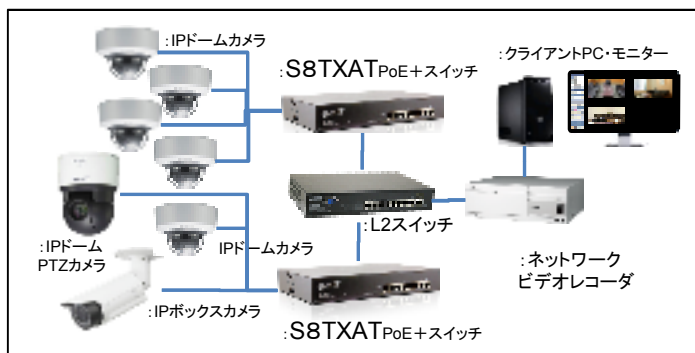 :IPドームカメラ
:クライアントPC・モニター
:S8TXATPoE+スイッチ
:L2スイッチ
:IPドーム
PTZカメラ
IPドームカメラ
:ネットワーク
ビデオレコーダ
:IPボックスカメラ
:S8TXATPoE+スイッチ